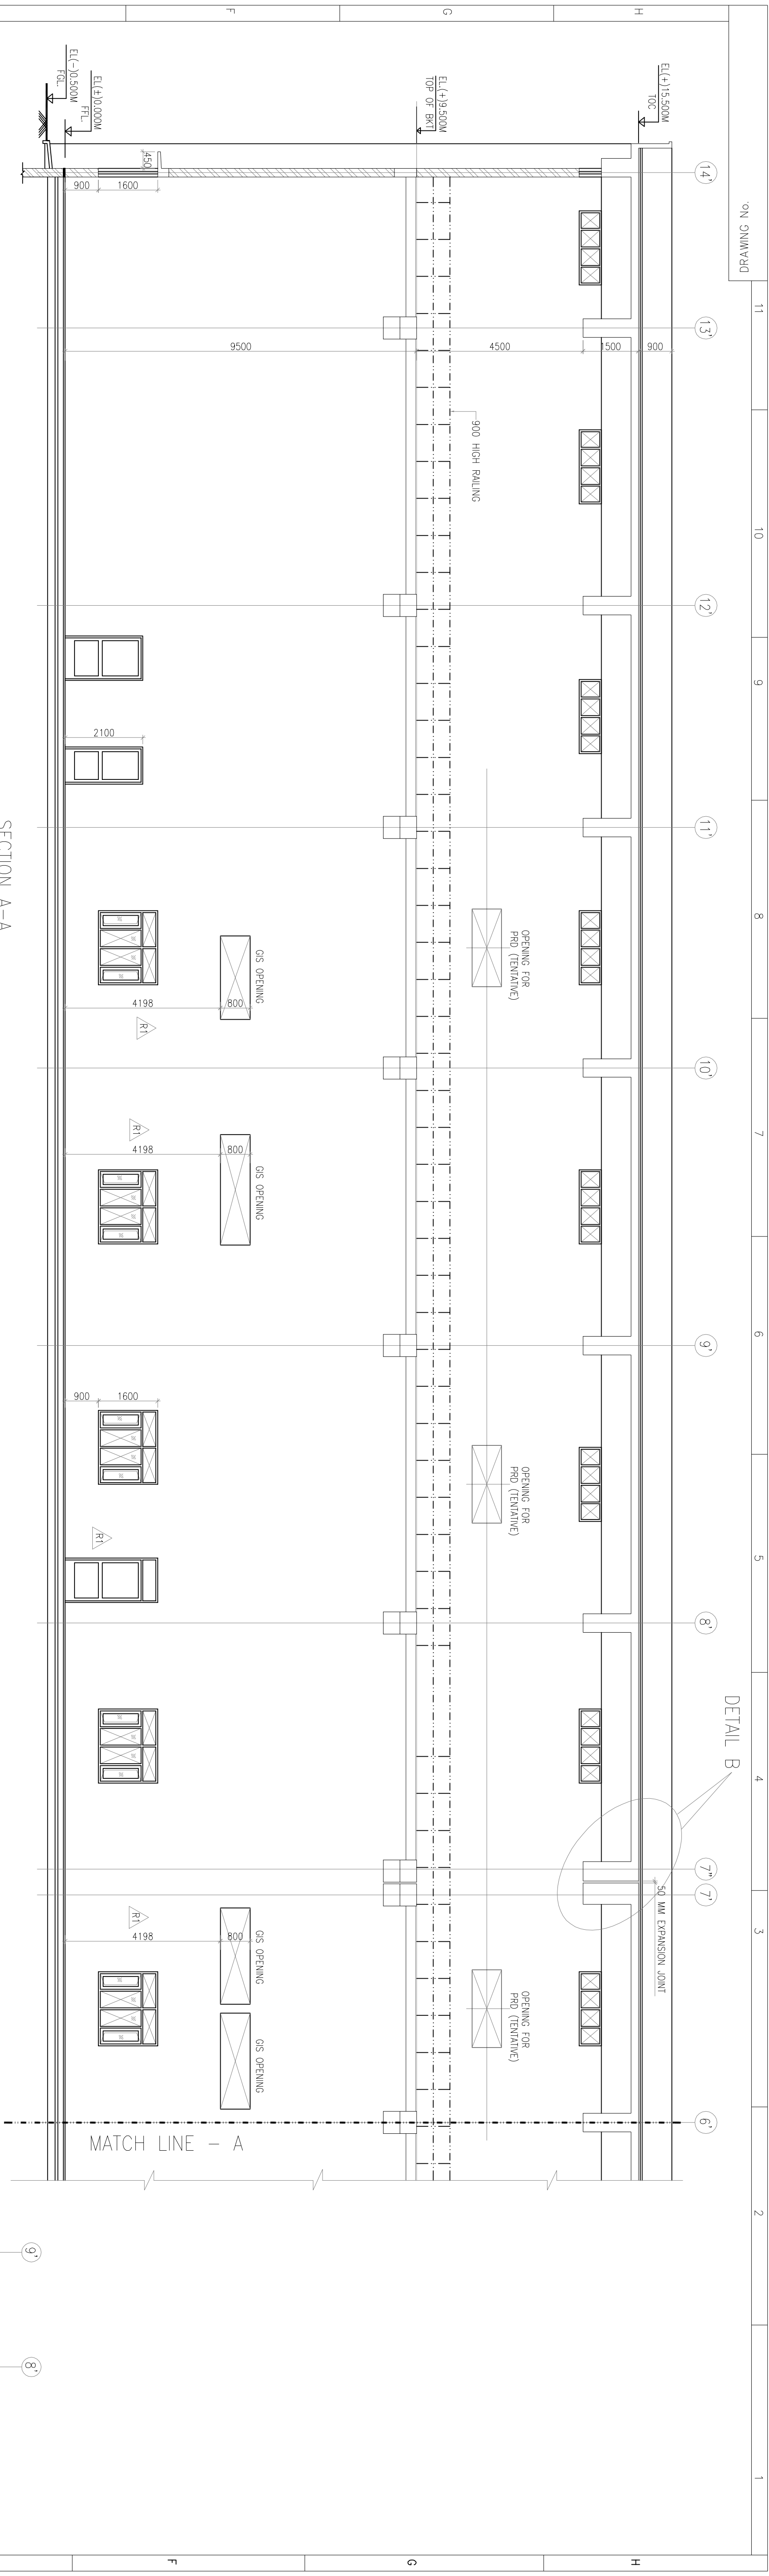 DRAWING No.
11
10
9
8
7
6
5
4
3
2
1
H
G
F
H
G
F
14'
13'
12'
11'
10'
9'
8'
7"
7'
6'
EL(+)15.500M
TOC
EL(+)9.500M
TOP OF BKT
EL(±)0.000M
FFL.
EL(-)0.500M
FGL.
450
900
1600
9500
4500
1500
900
900 HIGH RAILING
2100
OPENING FOR
PRD (TENTATIVE)
GIS OPENING
4198
800
R1
GIS OPENING
4198
800
R1
OPENING FOR
PRD (TENTATIVE)
900
1600
R1
DETAIL B
50 MM EXPANSION JOINT
OPENING FOR
PRD (TENTATIVE)
GIS OPENING
GIS OPENING
4198
800
R1
MATCH LINE - A
SECTION A-A
9'
8'